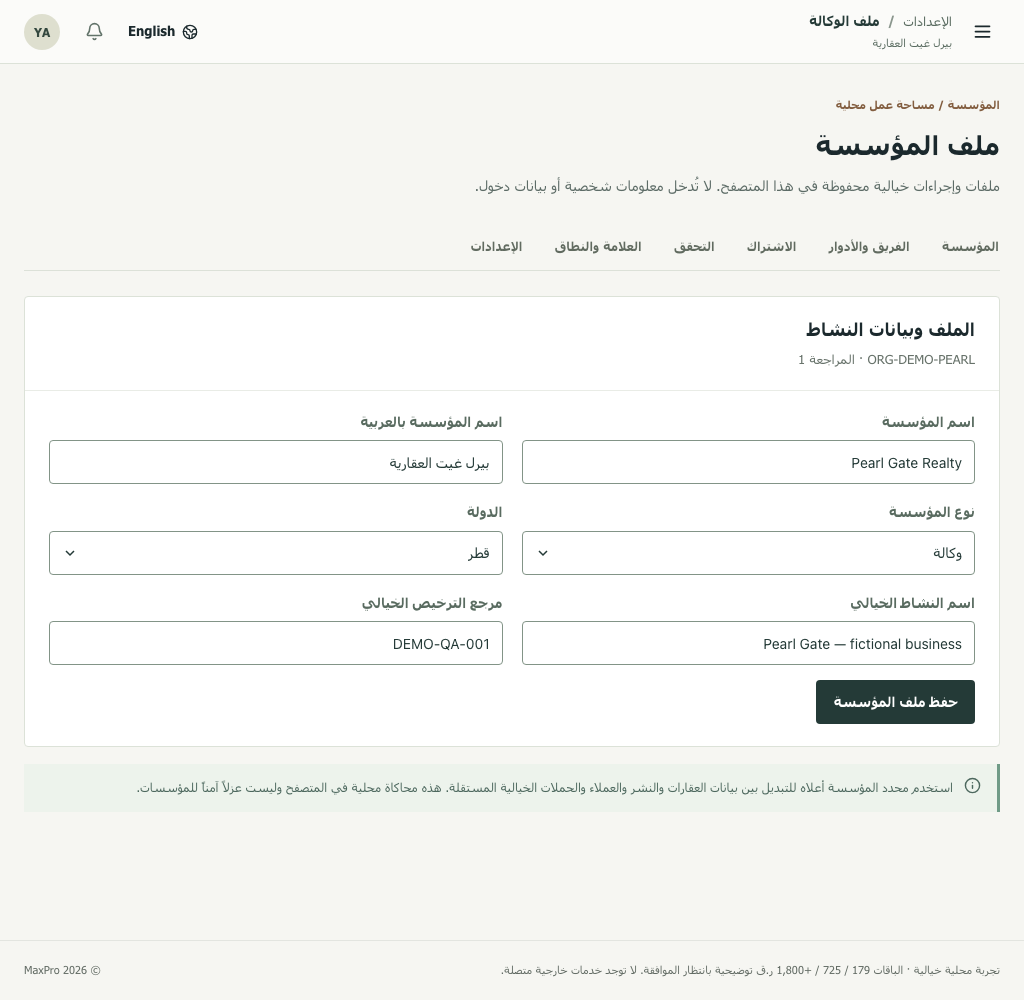 الإعدادات / ملف الوكالة
بيرل غيت العقارية
English
YA
المؤسسة / مساحة عمل محلية
ملف المؤسسة
ملفات وإجراءات خيالية محفوظة في هذا المتصفح. لا تُدخل معلومات شخصية أو بيانات دخول.
المؤسسة
الفريق والأدوار
الاشتراك
التحقق
العلامة والنطاق
الإعدادات
الملف وبيانات النشاط
ORG-DEMO-PEARL · المراجعة 1
اسم المؤسسة
Pearl Gate Realty
اسم المؤسسة بالعربية
بيرل غيت العقارية
نوع المؤسسة
وكالة
الدولة
قطر
اسم النشاط الخيالي
Pearl Gate — fictional business
مرجع الترخيص الخيالي
DEMO-QA-001
حفظ ملف المؤسسة
استخدم محدد المؤسسة أعلاه للتبديل بين بيانات العقارات والنشر والعملاء والحملات الخيالية المستقلة. هذه محاكاة محلية في المتصفح وليست عزلاً آمناً للمؤسسات.
تجربة محلية خيالية · الباقات 179 / 725 / +1,800 ر.ق توضيحية بانتظار الموافقة. لا توجد خدمات خارجية متصلة.
© 2026 MaxPro